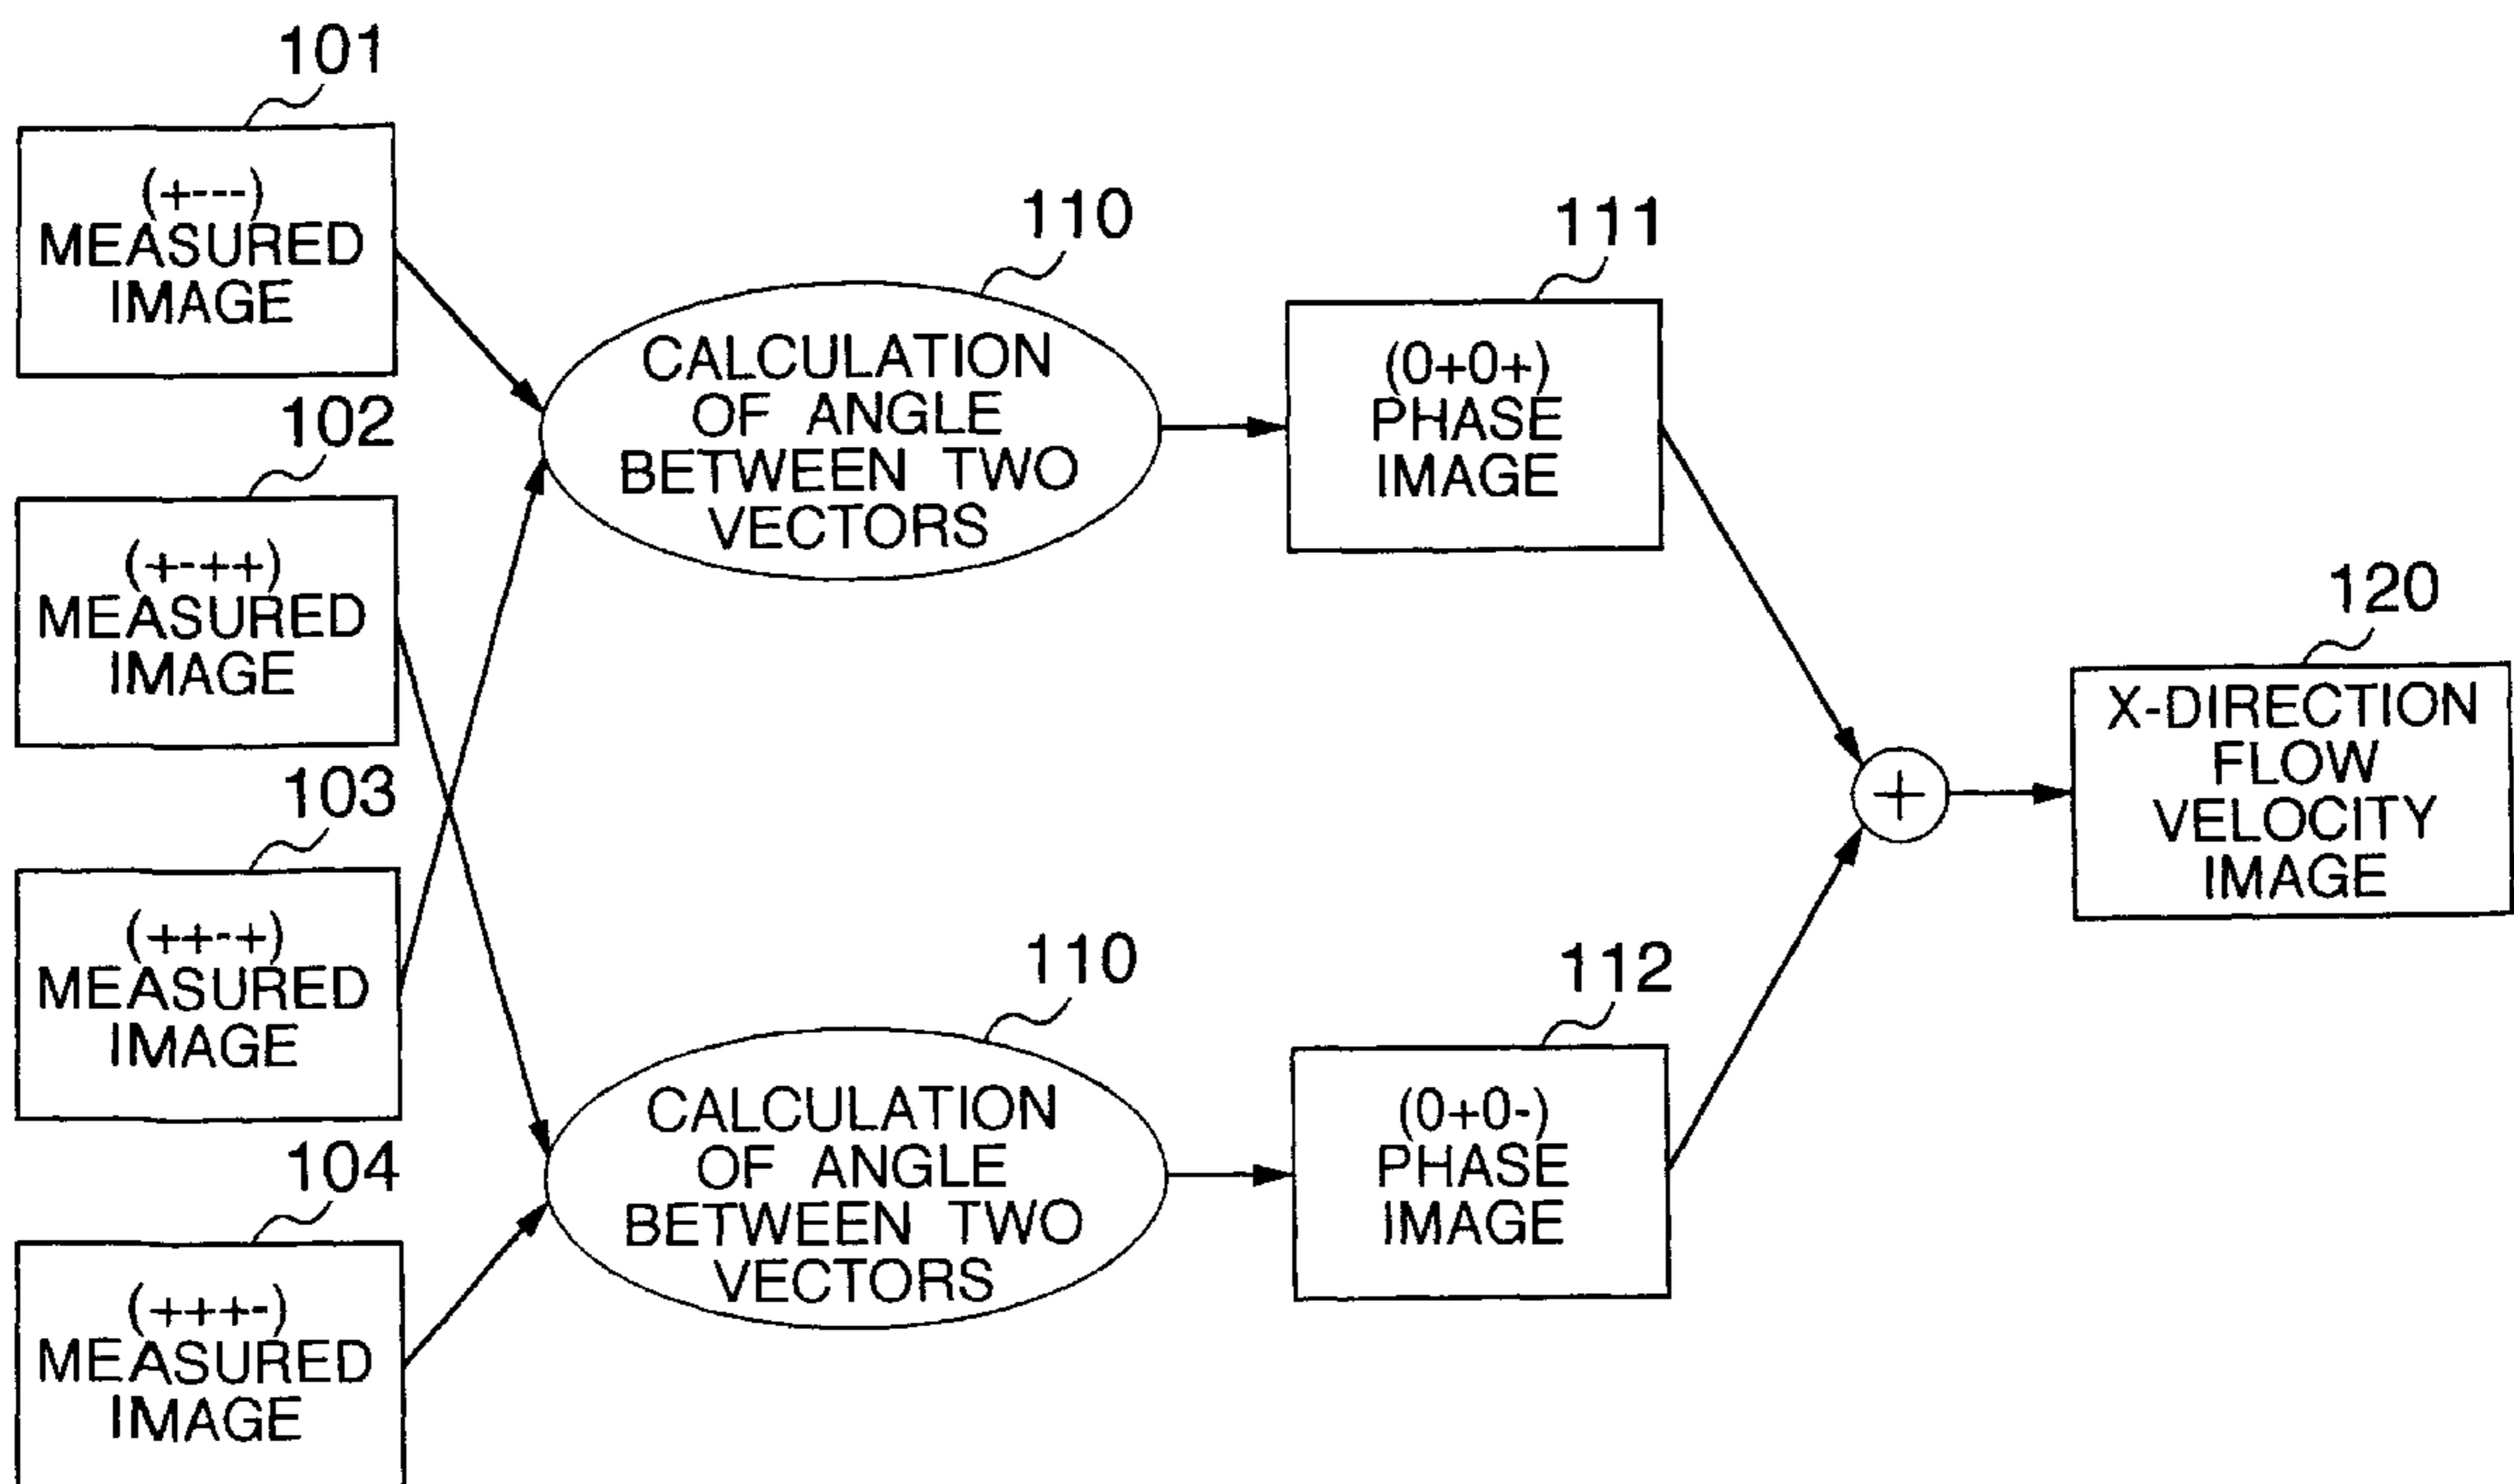 101
(+---)
MEASURED
IMAGE
102
(+-++)
MEASURED
IMAGE
103
(++-+)
MEASURED
IMAGE
104
(+++-)
MEASURED
IMAGE
110
CALCULATION
OF ANGLE
BETWEEN TWO
VECTORS
110
CALCULATION
OF ANGLE
BETWEEN TWO
VECTORS
111
(0+0+)
PHASE
IMAGE
112
(0+0-)
PHASE
IMAGE
+
120
X-DIRECTION
FLOW
VELOCITY
IMAGE